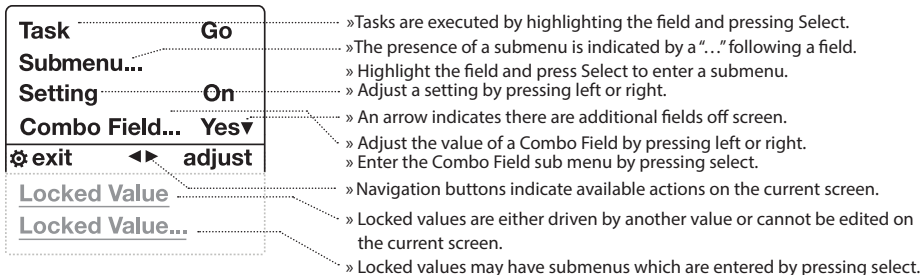 Task Go
Submenu...
Setting On
Combo Field... Yes▼
exit ◄► adjust
Locked Value
Locked Value...
»Tasks are executed by highlighting the field and pressing Select.
»The presence of a submenu is indicated by a “…” following a field.
» Highlight the field and press Select to enter a submenu.
» Adjust a setting by pressing left or right.
» An arrow indicates there are additional fields off screen.
» Adjust the value of a Combo Field by pressing left or right.
» Enter the Combo Field sub menu by pressing select.
» Navigation buttons indicate available actions on the current screen.
» Locked values are either driven by another value or cannot be edited on
the current screen.
» Locked values may have submenus which are entered by pressing select.